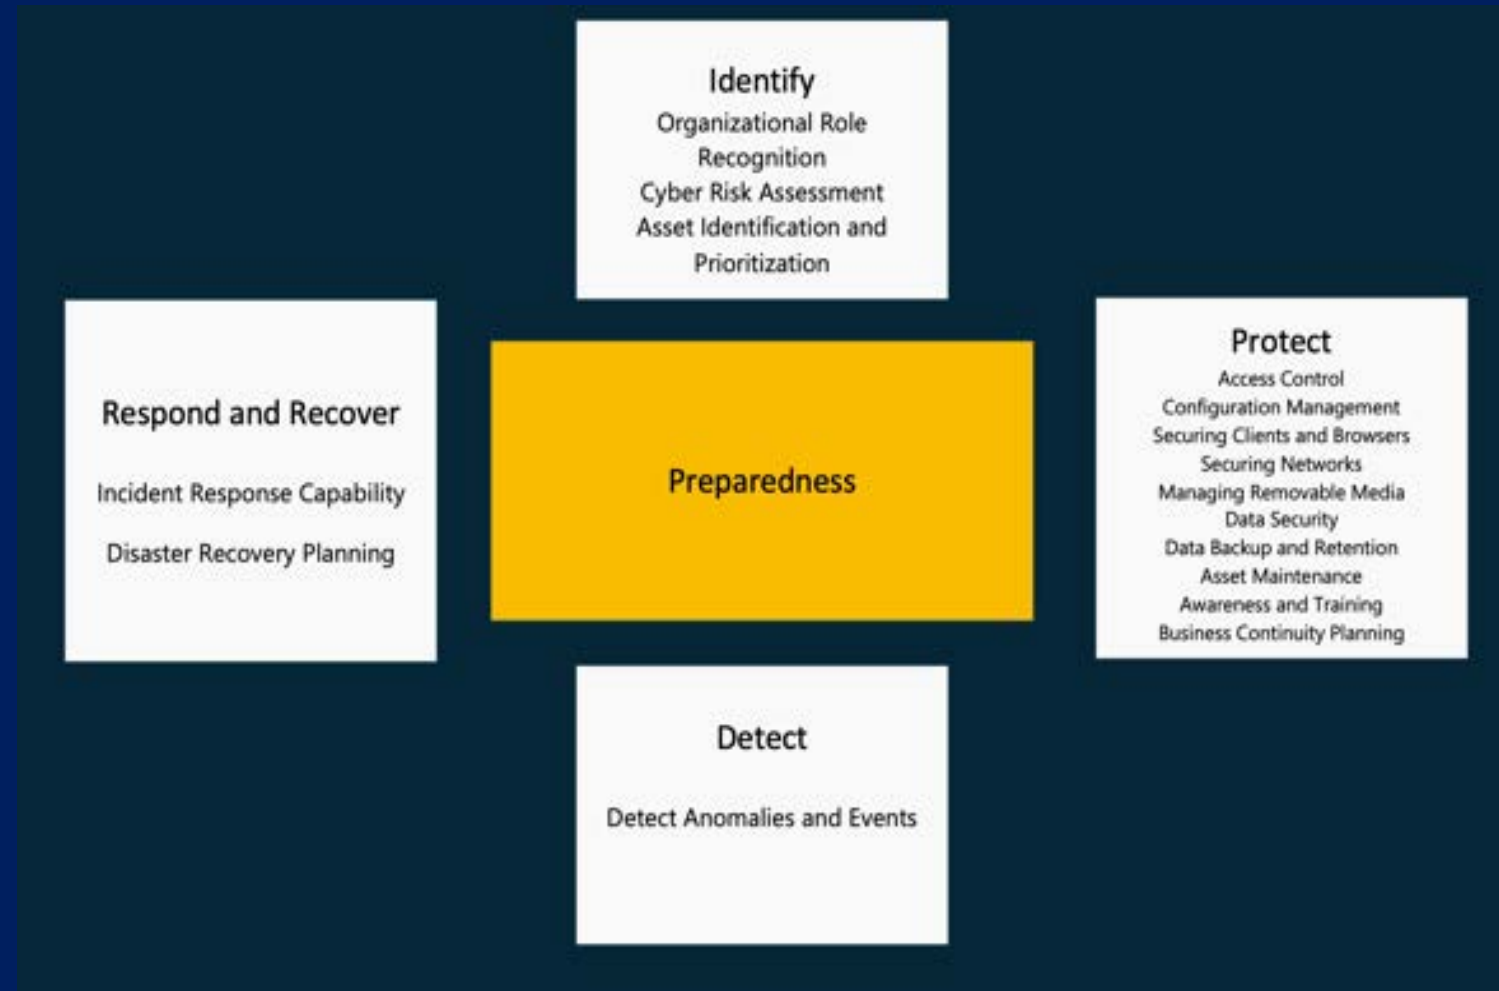 Identify
Organizational Role
Recognition
Cyber Risk Assessment
Asset Identification and
Prioritization
Respond and Recover
Incident Response Capability
Disaster Recovery Planning
Preparedness
Protect
Access Control
Configuration Management
Securing Clients and Browsers
Securing Networks
Managing Removable Media
Data Security
Data Backup and Retention
Asset Maintenance
Awareness and Training
Business Continuity Planning
Detect
Detect Anomalies and Events